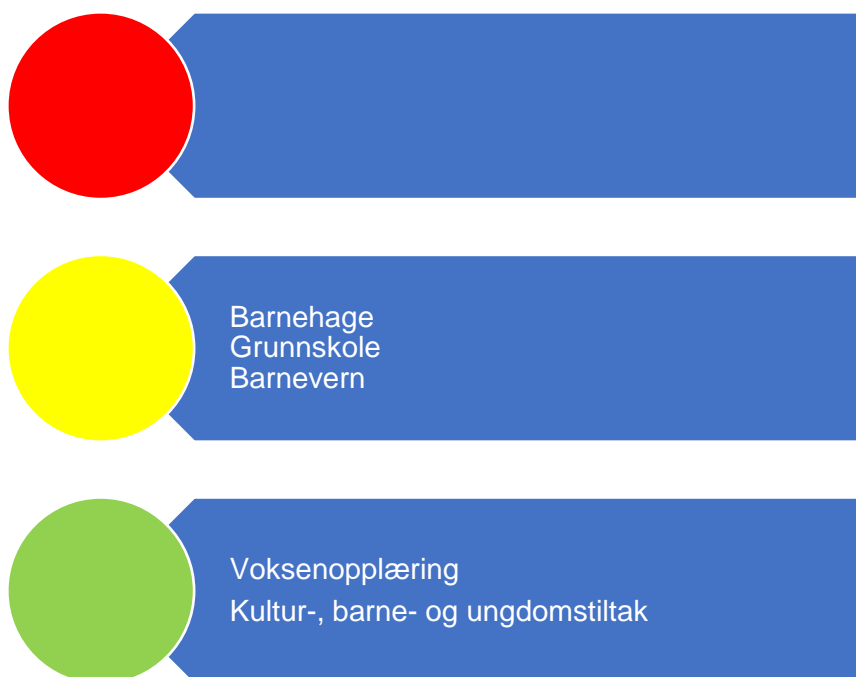 Barnehage
Grunnskole
Barnevern
Voksenopplæring
Kultur-, barne- og ungdomstiltak